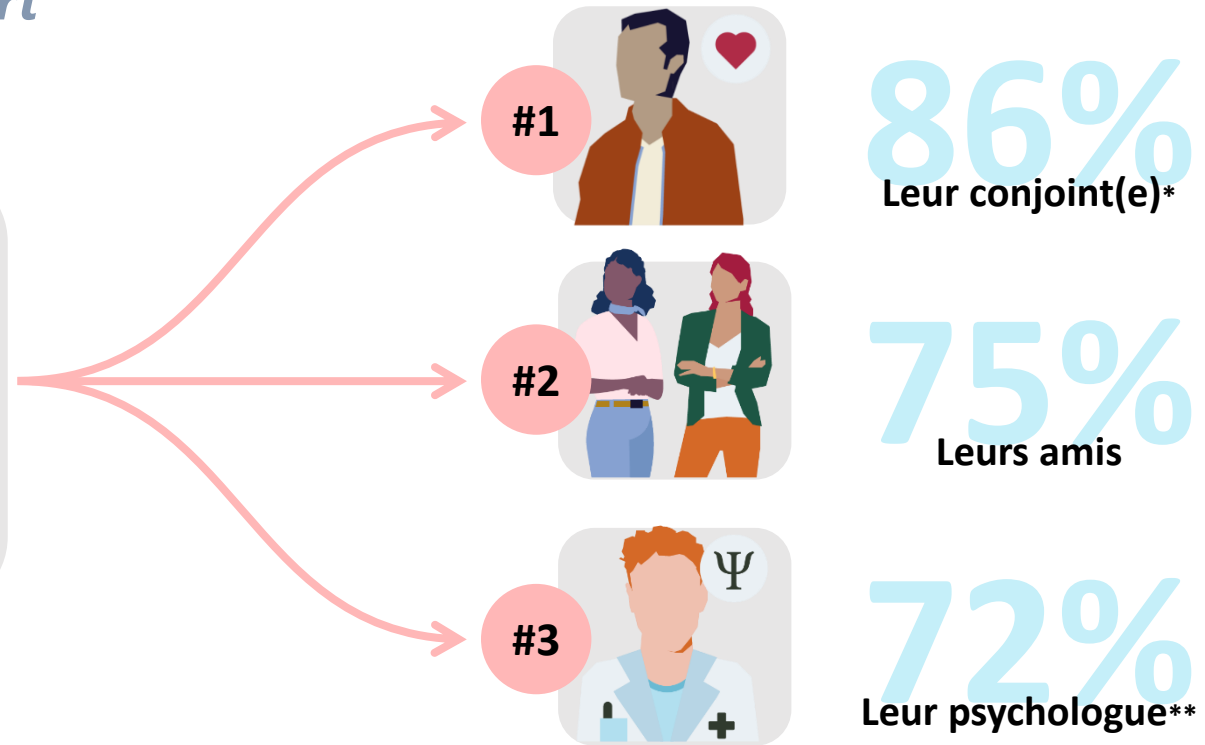 #1
86%
Leur conjoint(e)*
#2
75%
Leurs amis
#3
Ψ
72%
Leur psychologue**